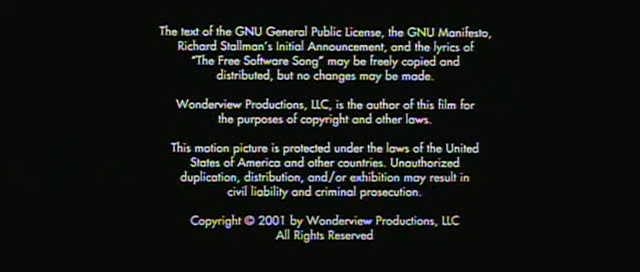 The text of the GNU General Public License, the GNU Manifesto,
Richard Stallman's Initial Announcement, and the lyrics of
"The Free Software Song" may be freely copied and
distributed, but no changes may be made.
Wonderview Productions, LLC, is the author of this film for
the purposes of copyright and other laws.
This motion picture is protected under the laws of the United
States of America and other countries. Unauthorized
duplication, distribution, and/or exhibition may result in
civil liability and criminal prosecution.
Copyright © 2001 by Wonderview Productions, LLC
All Rights Reserved